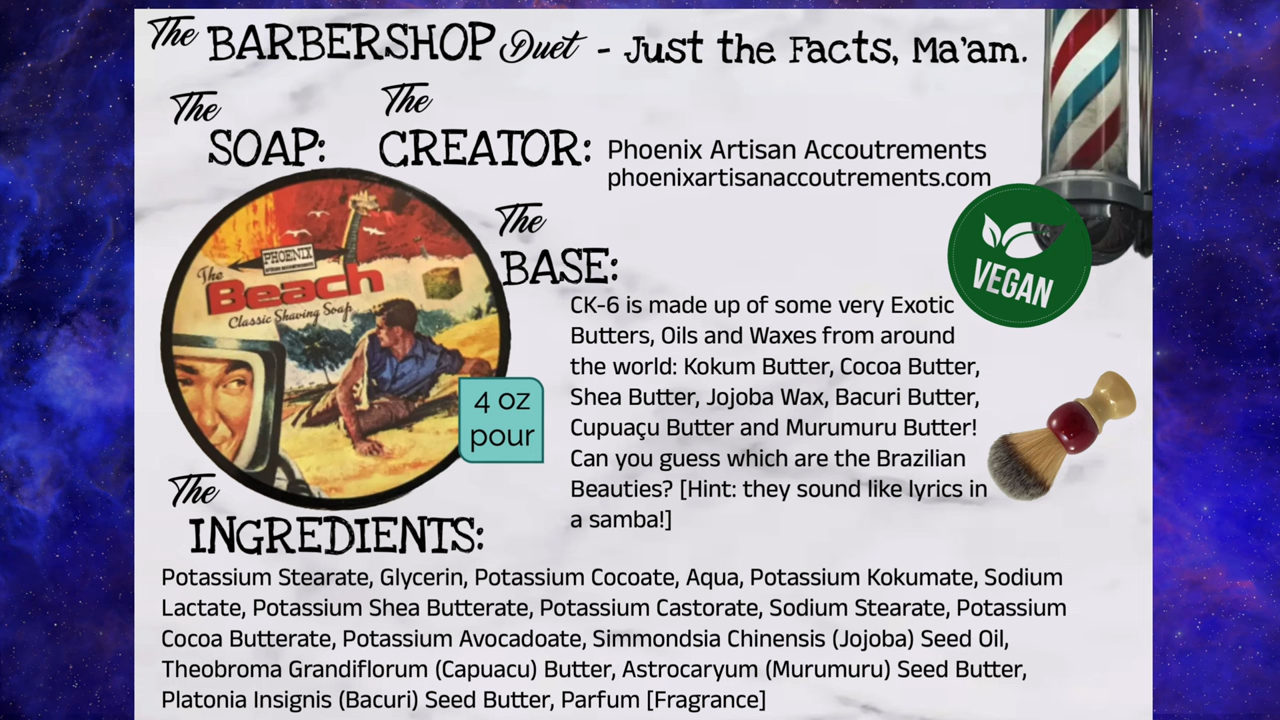 The BARBERSHOP Duet - Just the Facts, Ma'am.
The
SOAP:
The
CREATOR: Phoenix Artisan Accoutrements
phoenixartisanaccoutrements.com
PHOENIX
The
Beach
Classic Shaving Soap
4 oz
pour
The
BASE:
VEGAN
CK-6 is made up of some very Exotic
Butters, Oils and Waxes from around
the world: Kokum Butter, Cocoa Butter,
Shea Butter, Jojoba Wax, Bacuri Butter,
Cupuaçu Butter and Murumuru Butter!
Can you guess which are the Brazilian
Beauties? [Hint: they sound like lyrics in
a samba!]
The
INGREDIENTS:
Potassium Stearate, Glycerin, Potassium Cocoate, Aqua, Potassium Kokumate, Sodium
Lactate, Potassium Shea Butterate, Potassium Castorate, Sodium Stearate, Potassium
Cocoa Butterate, Potassium Avocadoate, Simmondsia Chinensis (Jojoba) Seed Oil,
Theobroma Grandiflorum (Capuacu) Butter, Astrocaryum (Murumuru) Seed Butter,
Platonia Insignis (Bacuri) Seed Butter, Parfum [Fragrance]